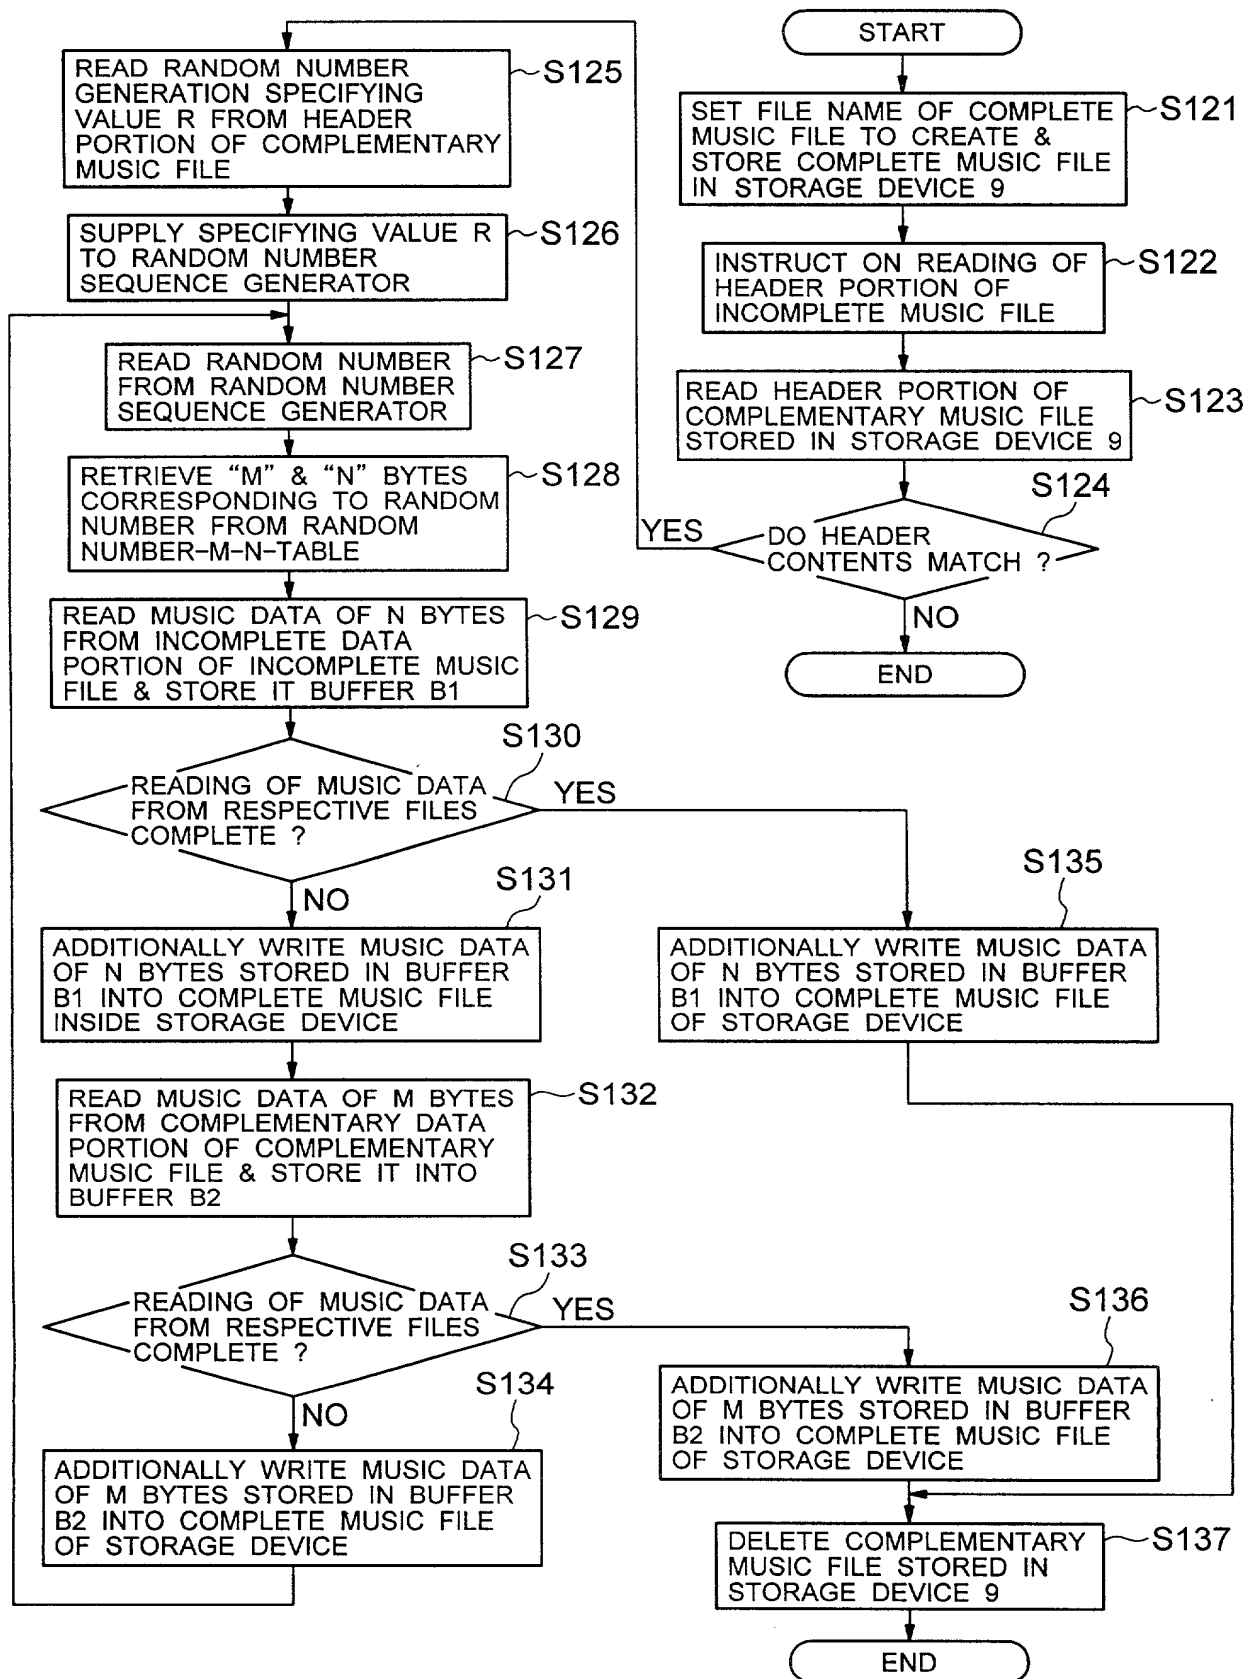 START
SET FILE NAME OF COMPLETE
MUSIC FILE TO CREATE &
STORE COMPLETE MUSIC FILE
IN STORAGE DEVICE 9
S121
INSTRUCT ON READING OF
HEADER PORTION OF
INCOMPLETE MUSIC FILE
S122
READ HEADER PORTION OF
COMPLEMENTARY MUSIC FILE
STORED IN STORAGE DEVICE 9
S123
S124
DO HEADER
CONTENTS MATCH ?
YES
NO
END
READ RANDOM NUMBER
GENERATION SPECIFYING
VALUE R FROM HEADER
PORTION OF COMPLEMENTARY
MUSIC FILE
S125
SUPPLY SPECIFYING VALUE R
TO RANDOM NUMBER
SEQUENCE GENERATOR
S126
READ RANDOM NUMBER
FROM RANDOM NUMBER
SEQUENCE GENERATOR
S127
RETRIEVE "M" & "N" BYTES
CORRESPONDING TO RANDOM
NUMBER FROM RANDOM
NUMBER-M-N-TABLE
S128
READ MUSIC DATA OF N BYTES
FROM INCOMPLETE DATA
PORTION OF INCOMPLETE MUSIC
FILE & STORE IT BUFFER B1
S129
S130
READING OF MUSIC DATA
FROM RESPECTIVE FILES
COMPLETE ?
YES
NO
S131
ADDITIONALLY WRITE MUSIC DATA
OF N BYTES STORED IN BUFFER
B1 INTO COMPLETE MUSIC FILE
INSIDE STORAGE DEVICE
READ MUSIC DATA OF M BYTES
FROM COMPLEMENTARY DATA
PORTION OF COMPLEMENTARY
MUSIC FILE & STORE IT INTO
BUFFER B2
S132
S133
READING OF MUSIC DATA
FROM RESPECTIVE FILES
COMPLETE ?
YES
NO
S134
ADDITIONALLY WRITE MUSIC DATA
OF M BYTES STORED IN BUFFER
B2 INTO COMPLETE MUSIC FILE
OF STORAGE DEVICE
S135
ADDITIONALLY WRITE MUSIC DATA
OF N BYTES STORED IN BUFFER
B1 INTO COMPLETE MUSIC FILE
OF STORAGE DEVICE
S136
ADDITIONALLY WRITE MUSIC DATA
OF M BYTES STORED IN BUFFER
B2 INTO COMPLETE MUSIC FILE
OF STORAGE DEVICE
DELETE COMPLEMENTARY
MUSIC FILE STORED IN
STORAGE DEVICE 9
S137
END